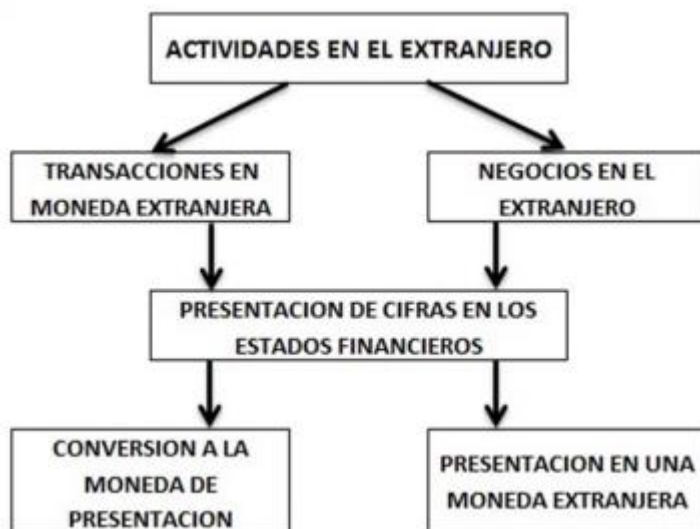 ACTIVIDADES EN EL EXTRANJERO
TRANSACCIONES EN
MONEDA EXTRANJERA
NEGOCIOS EN EL
EXTRANJERO
PRESENTACION DE CIFRAS EN LOS
ESTADOS FINANCIEROS
CONVERSION A LA
MONEDA DE
PRESENTACION
PRESENTACION EN UNA
MONEDA EXTRANJERA